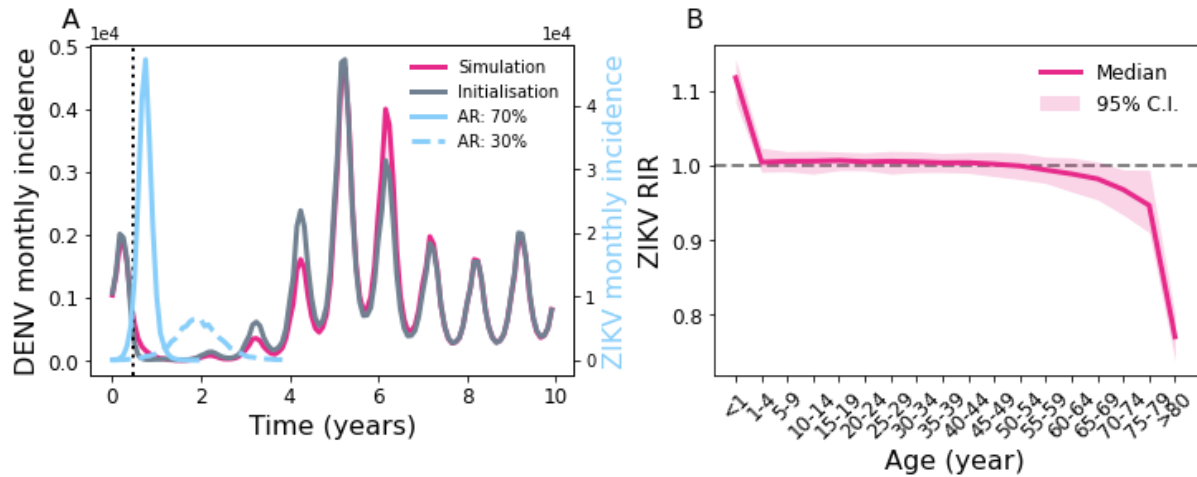 A
1e4
1e4
DENV monthly incidence
0.5
0.4
0.3
0.2
0.1
0.0
Simulation
Initialisation
AR: 70%
AR: 30%
4
2
1
0
ZIKV monthly incidence
0
2
4
6
8
10
Time (years)
B
ZIKV RIR
1.1
1.0
0.9
0.8
Median
95% C.I.
<1
1-4
5-9
10-14
15-19
20-24
25-29
30-34
35-39
40-44
45-49
50-54
55-59
60-64
65-69
70-74
75-79
>80
Age (year)